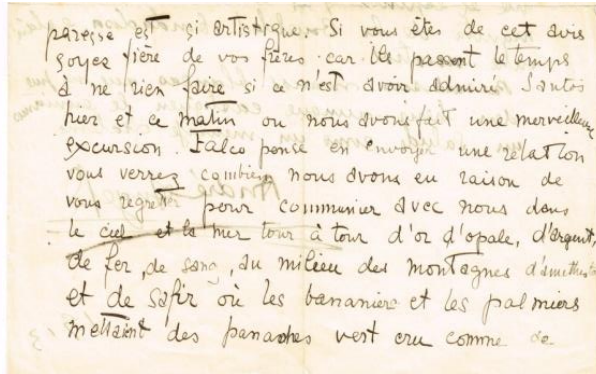 paresse est si artistique. Si vous êtes de cet avis
soyez fière de vos frères car ils passent le temps
à ne rien faire si ce n'est avoir admiré Santos
hier et ce matin ou nous avons fait une merveilleuse
excursion. Falco pense en envoyer une relation
vous verrez combien nous avons eu raison de
vous regretter pour communier avec nous dans
le ciel et la mer tour à tour d'or d'opale, d'argent,
de fer, de sang, au milieu des montagnes d'améthyste
et de safir où les bananiers et les palmiers
mettaient des panaches vert cru comme de